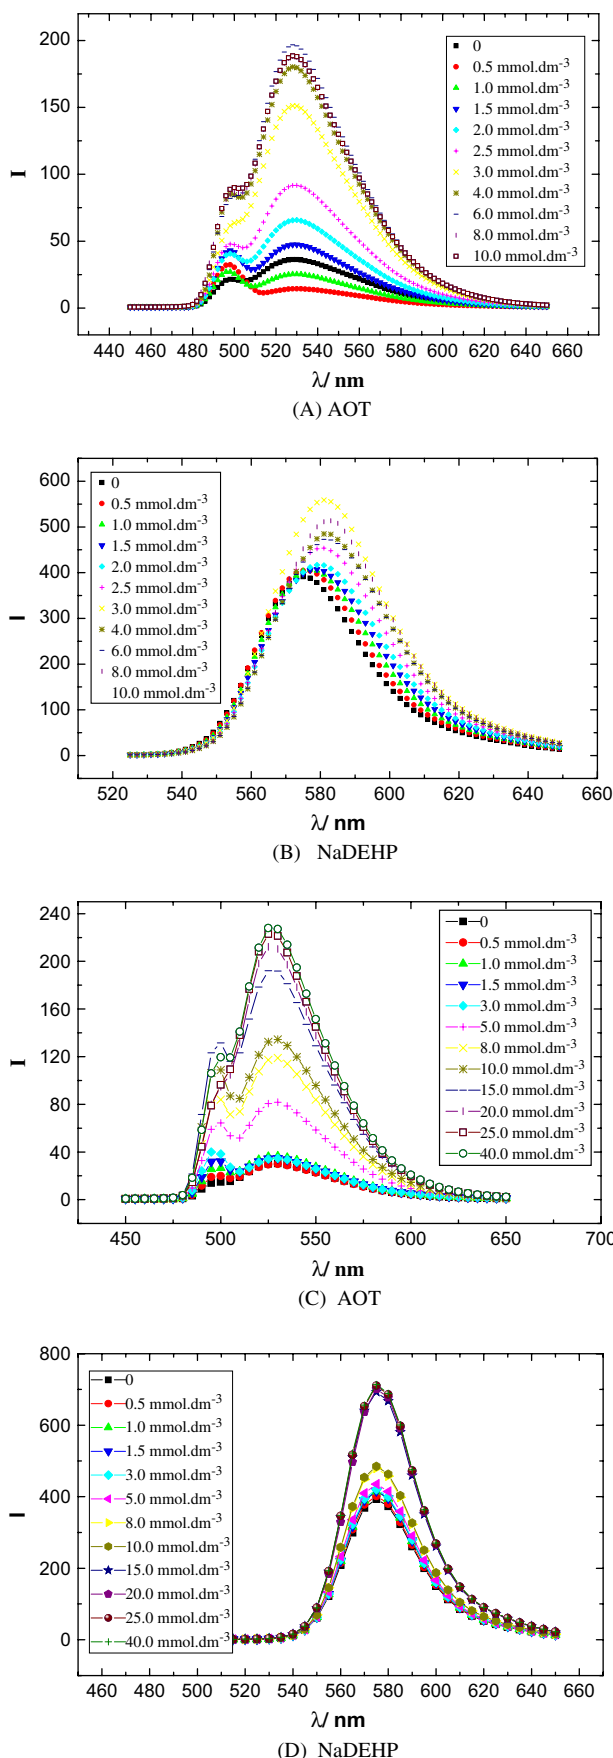 200
150
100
50
0
I
0
0.5 mmol.dm-3
1.0 mmol.dm-3
1.5 mmol.dm-3
2.0 mmol.dm-3
2.5 mmol.dm-3
3.0 mmol.dm-3
4.0 mmol.dm-3
6.0 mmol.dm-3
8.0 mmol.dm-3
10.0 mmol.dm-3
440 460 480 500 520 540 560 580 600 620 640 660
λ/ nm
(A) AOT
600
500
400
300
200
100
0
I
0
0.5 mmol.dm-3
1.0 mmol.dm-3
1.5 mmol.dm-3
2.0 mmol.dm-3
2.5 mmol.dm-3
3.0 mmol.dm-3
4.0 mmol.dm-3
6.0 mmol.dm-3
8.0 mmol.dm-3
10.0 mmol.dm-3
520 540 560 580 600 620 640 660
λ/ nm
(B) NaDEHP
240
200
160
120
80
40
0
I
0
0.5 mmol.dm-3
1.0 mmol.dm-3
1.5 mmol.dm-3
3.0 mmol.dm-3
5.0 mmol.dm-3
8.0 mmol.dm-3
10.0 mmol.dm-3
15.0 mmol.dm-3
20.0 mmol.dm-3
25.0 mmol.dm-3
40.0 mmol.dm-3
450 500 550 600 650 700
λ/ nm
(C) AOT
800
600
400
200
0
I
0
0.5 mmol.dm-3
1.0 mmol.dm-3
1.5 mmol.dm-3
3.0 mmol.dm-3
5.0 mmol.dm-3
8.0 mmol.dm-3
10.0 mmol.dm-3
15.0 mmol.dm-3
20.0 mmol.dm-3
25.0 mmol.dm-3
40.0 mmol.dm-3
460 480 500 520 540 560 580 600 620 640 660
λ/ nm
(D) NaDEHP